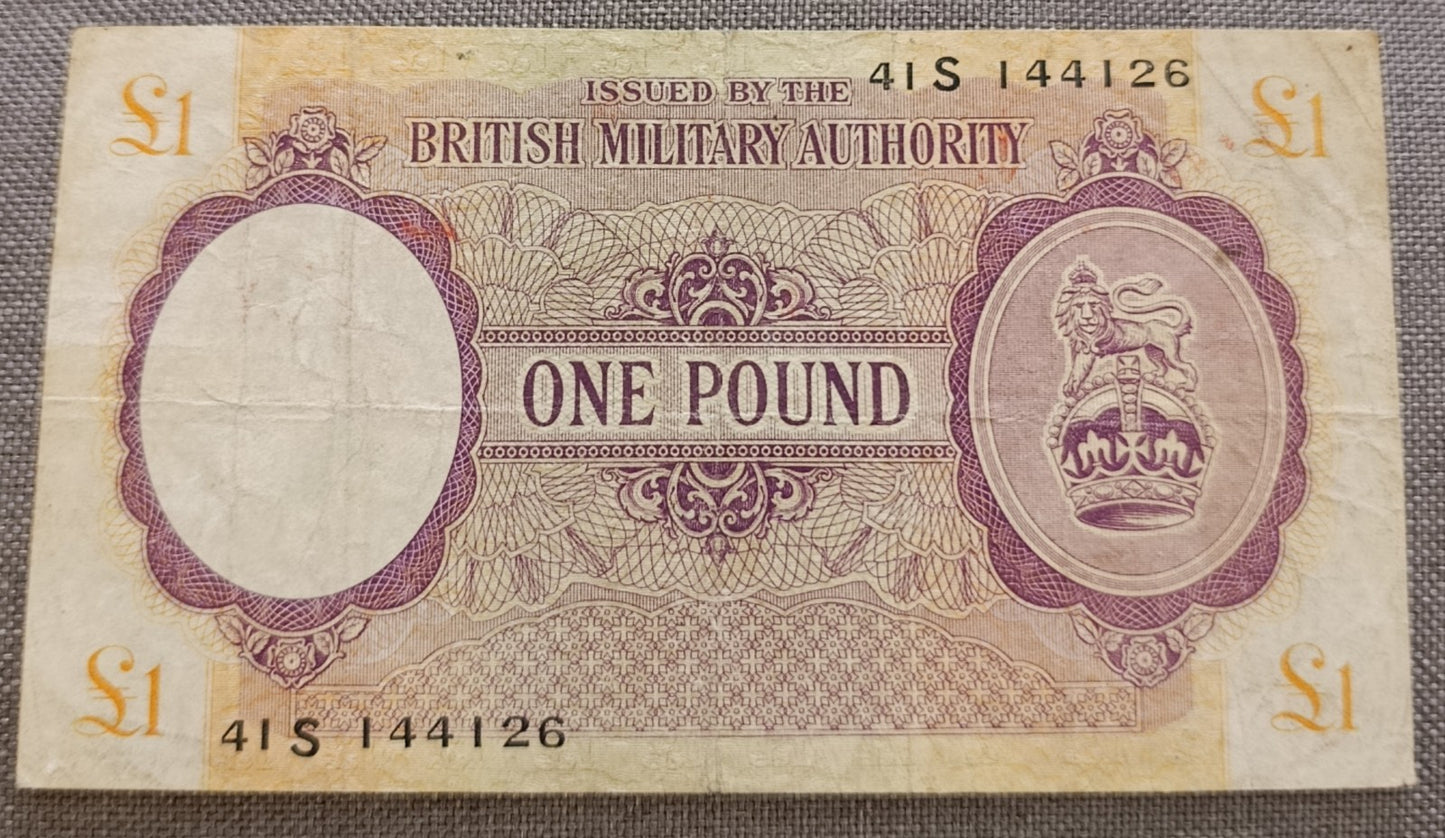 £1
41S 144126
£1
ISSUED BY THE
BRITISH MILITARY AUTHORITY
ONE POUND
£1
41S 144126
£1